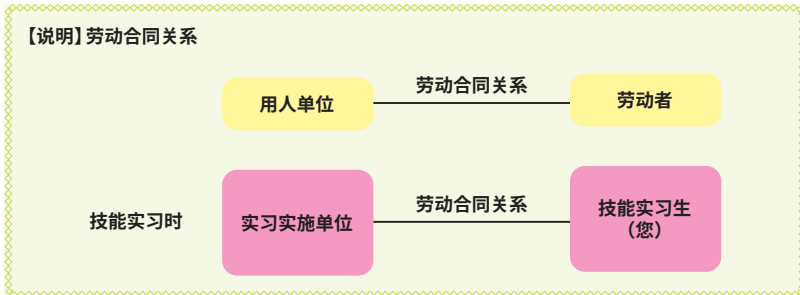 【说明】劳动合同关系
用人单位
劳动合同关系
劳动者
技能实习时
实习实施单位
劳动合同关系
技能实习生
（您）